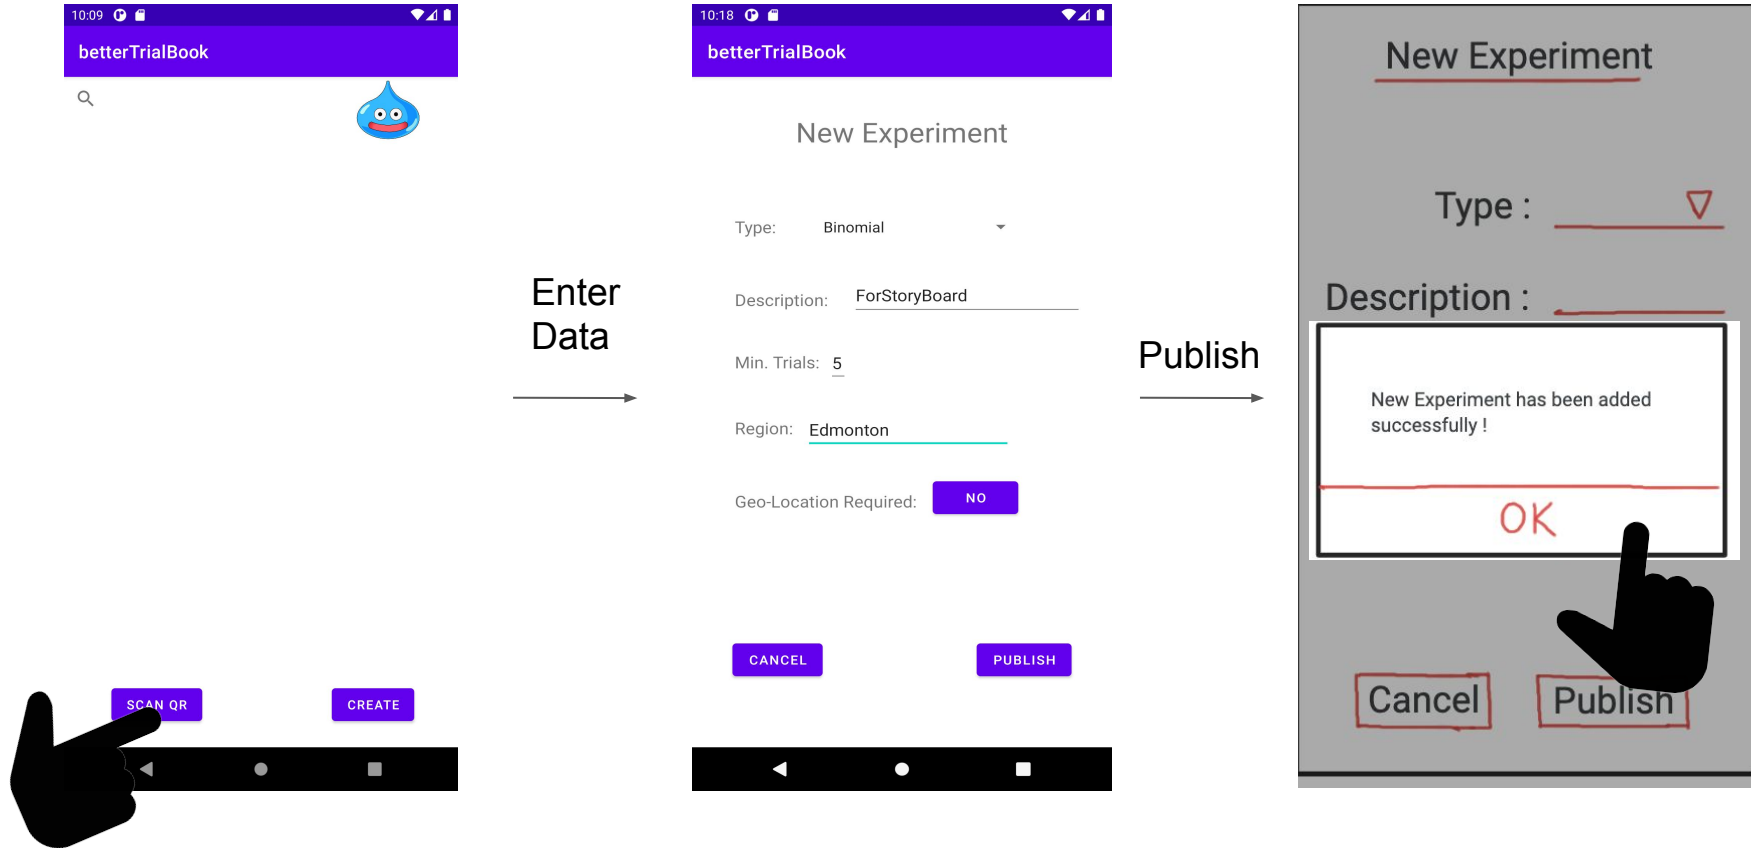 10:09
betterTrialBook
SCAN QR
CREATE
Enter
Data
10:18
betterTrialBook
New Experiment
Type: Binomial
Description: ForStoryBoard
Min. Trials: 5
Region: Edmonton
Geo-Location Required: NO
CANCEL PUBLISH
Publish
New Experiment
Type :
Description :
New Experiment has been added
successfully !
OK
Cancel Publish